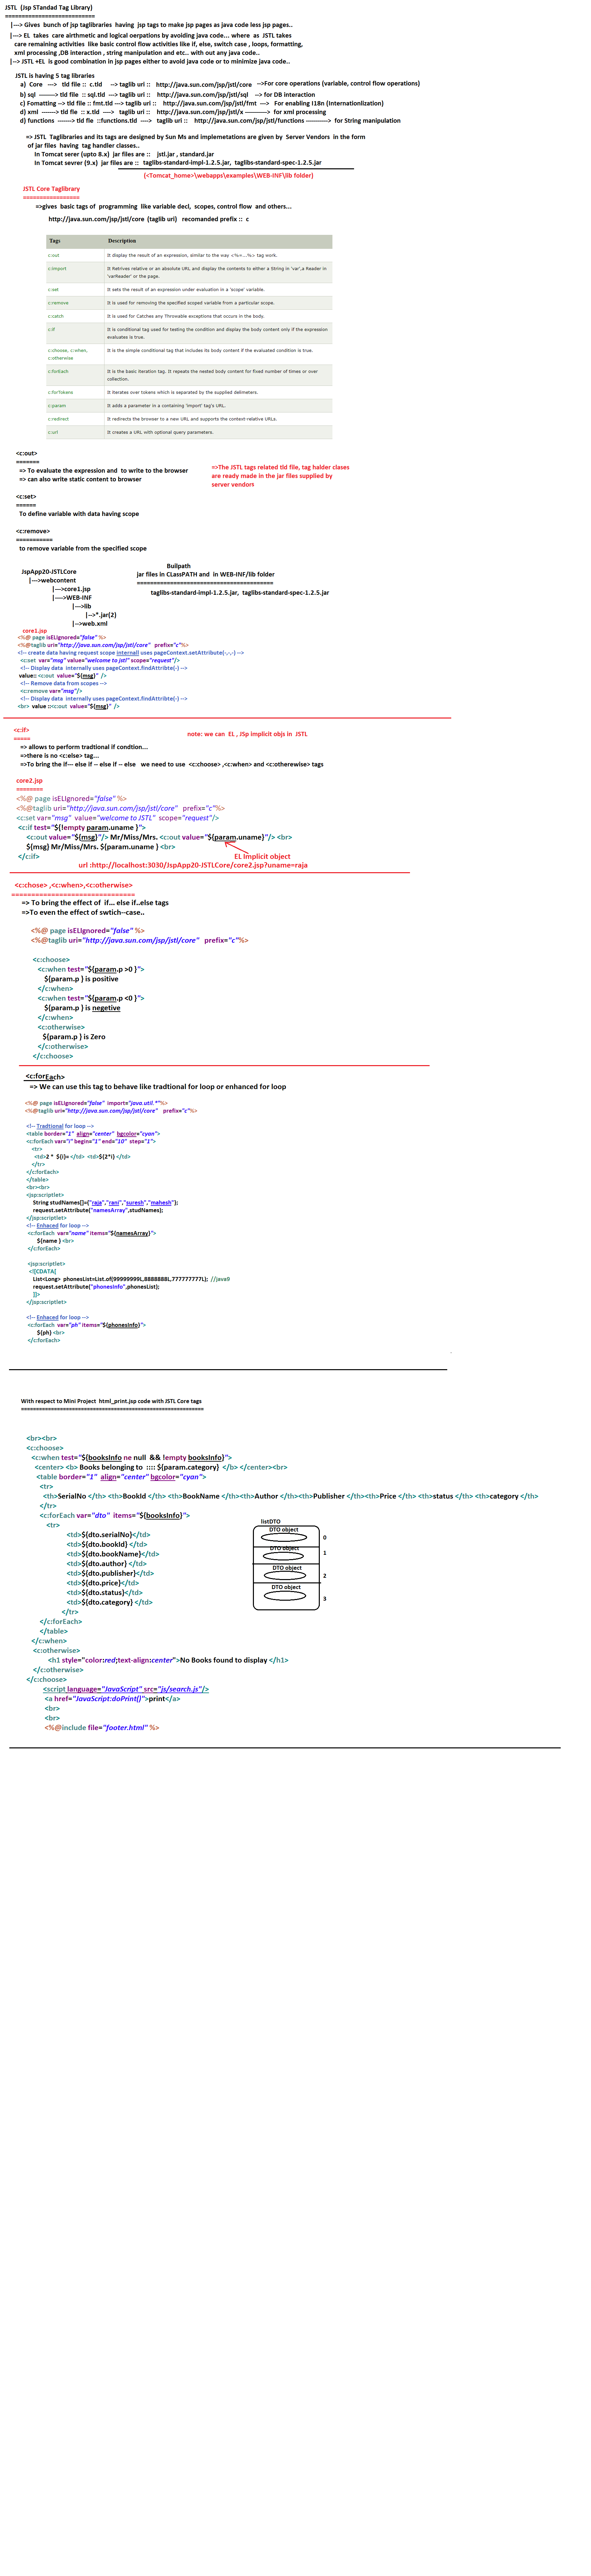 JSTL  (Jsp STandad Tag Library)
===========================
|---> Gives  bunch of jsp taglibraries  having  jsp tags to make jsp pages as java code less jsp pages..
|---> EL  takes  care airthmetic and logical oerpations by avoiding java code... where  as  JSTL takes
care remaining activities  like basic control flow activities like if, else, switch case , loops, formatting,
xml processing ,DB interaction , string manupulation and etc.. with out any java code..
|--> JSTL +EL  is good combination in jsp pages either to avoid java code or to minimize java code..
JSTL is having 5 tag libraries
a)  Core   --->   tld file  ::  c.tld     --> taglib uri ::   http://java.sun.com/jsp/jstl/core   -->For core operations (variable, control flow operations)
b) sql  -------> tld file  :: sql.tld  ---> taglib uri ::    http://java.sun.com/jsp/jstl/sql    --> for DB interaction
c) Fomatting --> tld file :: fmt.tld ---> taglib uri ::    http://java.sun.com/jsp/jstl/fmt  --->   For enabling I18n (Internationlization)
d) xml  -------> tld fie  :: x.tld  ---->   taglib uri ::    http://java.sun.com/jsp/jstl/x ---------->  for xml processing
d) functions  -------> tld fie  ::functions.tld  ---->   taglib uri ::    http://java.sun.com/jsp/jstl/functions ---------->  for String manipulation
=> JSTL  Taglibraries and its tags are designed by Sun Ms and implemetations are given by  Server Vendors  in the form
of jar files  having  tag handler classes..
In Tomcat serer (upto 8.x)  jar files are ::    jstl.jar , standard.jar
In Tomcat sevrer (9.x)  jar files are ::   taglibs-standard-impl-1.2.5.jar,  taglibs-standard-spec-1.2.5.jar
(<Tomcat_home>\webapps\examples\WEB-INF\lib folder)
JSTL Core Taglibrary
=================
=>gives  basic tags of  programming  like variable decl,  scopes, control flow  and others...
http://java.sun.com/jsp/jstl/core  (taglib uri)   recomanded prefix ::  c
Tags Description
c:out It display the result of an expression, similar to the way <%=...%> tag work.
c:import It Retrives relative or an absolute URL and display the contents to either a String in 'var',a Reader in
'varReader' or the page.
c:set It sets the result of an expression under evaluation in a 'scope' variable.
c:remove It is used for removing the specified scoped variable from a particular scope.
c:catch It is used for Catches any Throwable exceptions that occurs in the body.
c:if It is conditional tag used for testing the condition and display the body content only if the expression
evaluates is true.
c:choose, c:when,
c:otherwise It is the simple conditional tag that includes its body content if the evaluated condition is true.
c:forEach It is the basic iteration tag. It repeats the nested body content for fixed number of times or over
collection.
c:forTokens It iterates over tokens which is separated by the supplied delimeters.
c:param It adds a parameter in a containing 'import' tag's URL.
c:redirect It redirects the browser to a new URL and supports the context-relative URLs.
c:url It creates a URL with optional query parameters.
<c:out>
=======
=> To evaluate the expression and  to write to the browser
=> can also write static content to browser
=>The JSTL tags related tld file, tag halder clases
are ready made in the jar files supplied by
server vendors
<c:set>
======
To define variable with data having scope
<c:remove>
===========
to remove variable from the specified scope
JspApp20-JSTLCore
|--->webcontent
|--->core1.jsp
|---->WEB-INF
|--->lib
|-->*.jar(2)
|-->web.xml
Builpath
jar files in CLassPATH and  in WEB-INF/lib folder
========================================
taglibs-standard-impl-1.2.5.jar,  taglibs-standard-spec-1.2.5.jar
core1.jsp
<%@ page isELIgnored="false" %>
<%@taglib uri="http://java.sun.com/jsp/jstl/core"   prefix="c"%>
<!-- create data having request scope internall uses pageContext.setAttribute(-,-,-) -->
<c:set  var="msg" value="welcome to jstl" scope="request"/>
<!-- Display data  internally uses pageContext.findAttribte(-) -->
value:: <c:out  value="${msg}"  />
<!-- Remove data from scopes -->
<c:remove var="msg"/>
<!-- Display data  internally uses pageContext.findAttribte(-) -->
<br>  value ::<c:out  value="${msg}"  />
<c:if>
=====
note: we can  EL , JSp implicit objs in  JSTL
=> allows to perform tradtional if condtion...
=>there is no <c:else> tag...
=>To bring the if--- else if -- else if -- else   we need to use  <c:choose> ,<c:when> and <c:otherwise> tags
core2.jsp
========
<%@ page isELIgnored="false" %>
<%@taglib uri="http://java.sun.com/jsp/jstl/core"   prefix="c"%>
<c:set var="msg"  value="welcome to JSTL"  scope="request"/>
<c:if test="${!empty param.uname }">
<c:out value="${msg}"/> Mr/Miss/Mrs. <c:out value="${param.uname}"/> <br>
${msg} Mr/Miss/Mrs. ${param.uname } <br>
</c:if>
EL Implicit object
url :http://localhost:3030/JspApp20-JSTLCore/core2.jsp?uname=raja
<c:chose> ,<c:when>,<c:otherwise>
==============================
=> To bring the effect of  if... else if..else tags
=>To even the effect of swtich--case..
<%@ page isELIgnored="false" %>
<%@taglib uri="http://java.sun.com/jsp/jstl/core"   prefix="c"%>
<c:choose>
<c:when test="${param.p >0 }">
${param.p } is positive
</c:when>
<c:when test="${param.p <0 }">
${param.p } is negetive
</c:when>
<c:otherwise>
${param.p } is Zero
</c:otherwise>
</c:choose>
<c:forEach>
=> We can use this tag to behave like tradtional for loop or enhanced for loop
<%@ page isELIgnored="false"  import="java.util.*"%>
<%@taglib uri="http://java.sun.com/jsp/jstl/core"   prefix="c"%>
<!-- Tradtional for loop -->
<table border="1"  align="center"  bgcolor="cyan">
<c:forEach var="i" begin="1" end="10"  step="1">
<tr>
<td>2 *  ${i}= </td>  <td>${2*i} </td>
</tr>
</c:forEach>
</table>
<br><br>
<jsp:scriptlet>
String studNames[]={"raja","rani","suresh","mahesh"};
request.setAttribute("namesArray",studNames);
</jsp:scriptlet>
<!-- Enhaced for loop -->
<c:forEach  var="name" items="${namesArray}">
${name } <br>
</c:forEach>
<jsp:scriptlet>
<![CDATA[
List<Long>  phonesList=List.of(99999999L,8888888L,777777777L);  //java9
request.setAttribute("phonesInfo",phonesList);
]]>
</jsp:scriptlet>
<!-- Enhaced for loop -->
<c:forEach  var="ph" items="${phonesInfo}">
${ph} <br>
</c:forEach>
With respect to Mini Project  html_print.jsp code with JSTL Core tags
============================================================
<br><br>
<c:choose>
<c:when test="${booksInfo ne null  && !empty booksInfo}">
<center> <b> Books belonging to  :::: ${param.category}  </b> </center><br>
<table border="1"  align="center" bgcolor="cyan">
<tr>
<th>SerialNo </th> <th>BookId </th> <th>BookName </th><th>Author </th><th>Publisher </th><th>Price </th> <th>status </th> <th>category </th>
</tr>
<c:forEach var="dto"  items="${booksInfo}">
<tr>
<td>${dto.serialNo}</td>
<td>${dto.bookId} </td>
<td>${dto.bookName}</td>
<td>${dto.author} </td>
<td>${dto.publisher}</td>
<td>${dto.price}</td>
<td>${dto.status}</td>
<td>${dto.category} </td>
</tr>
</c:forEach>
</table>
</c:when>
<c:otherwise>
<h1 style="color:red;text-align:center">No Books found to display </h1>
</c:otherwise>
</c:choose>
<script language="JavaScript" src="js/search.js"/>
<a href="JavaScript:doPrint()">print</a>
<br>
<br>
<%@include file="footer.html" %>
listDTO
DTO object 0
DTO object 1
DTO object 2
DTO object 3